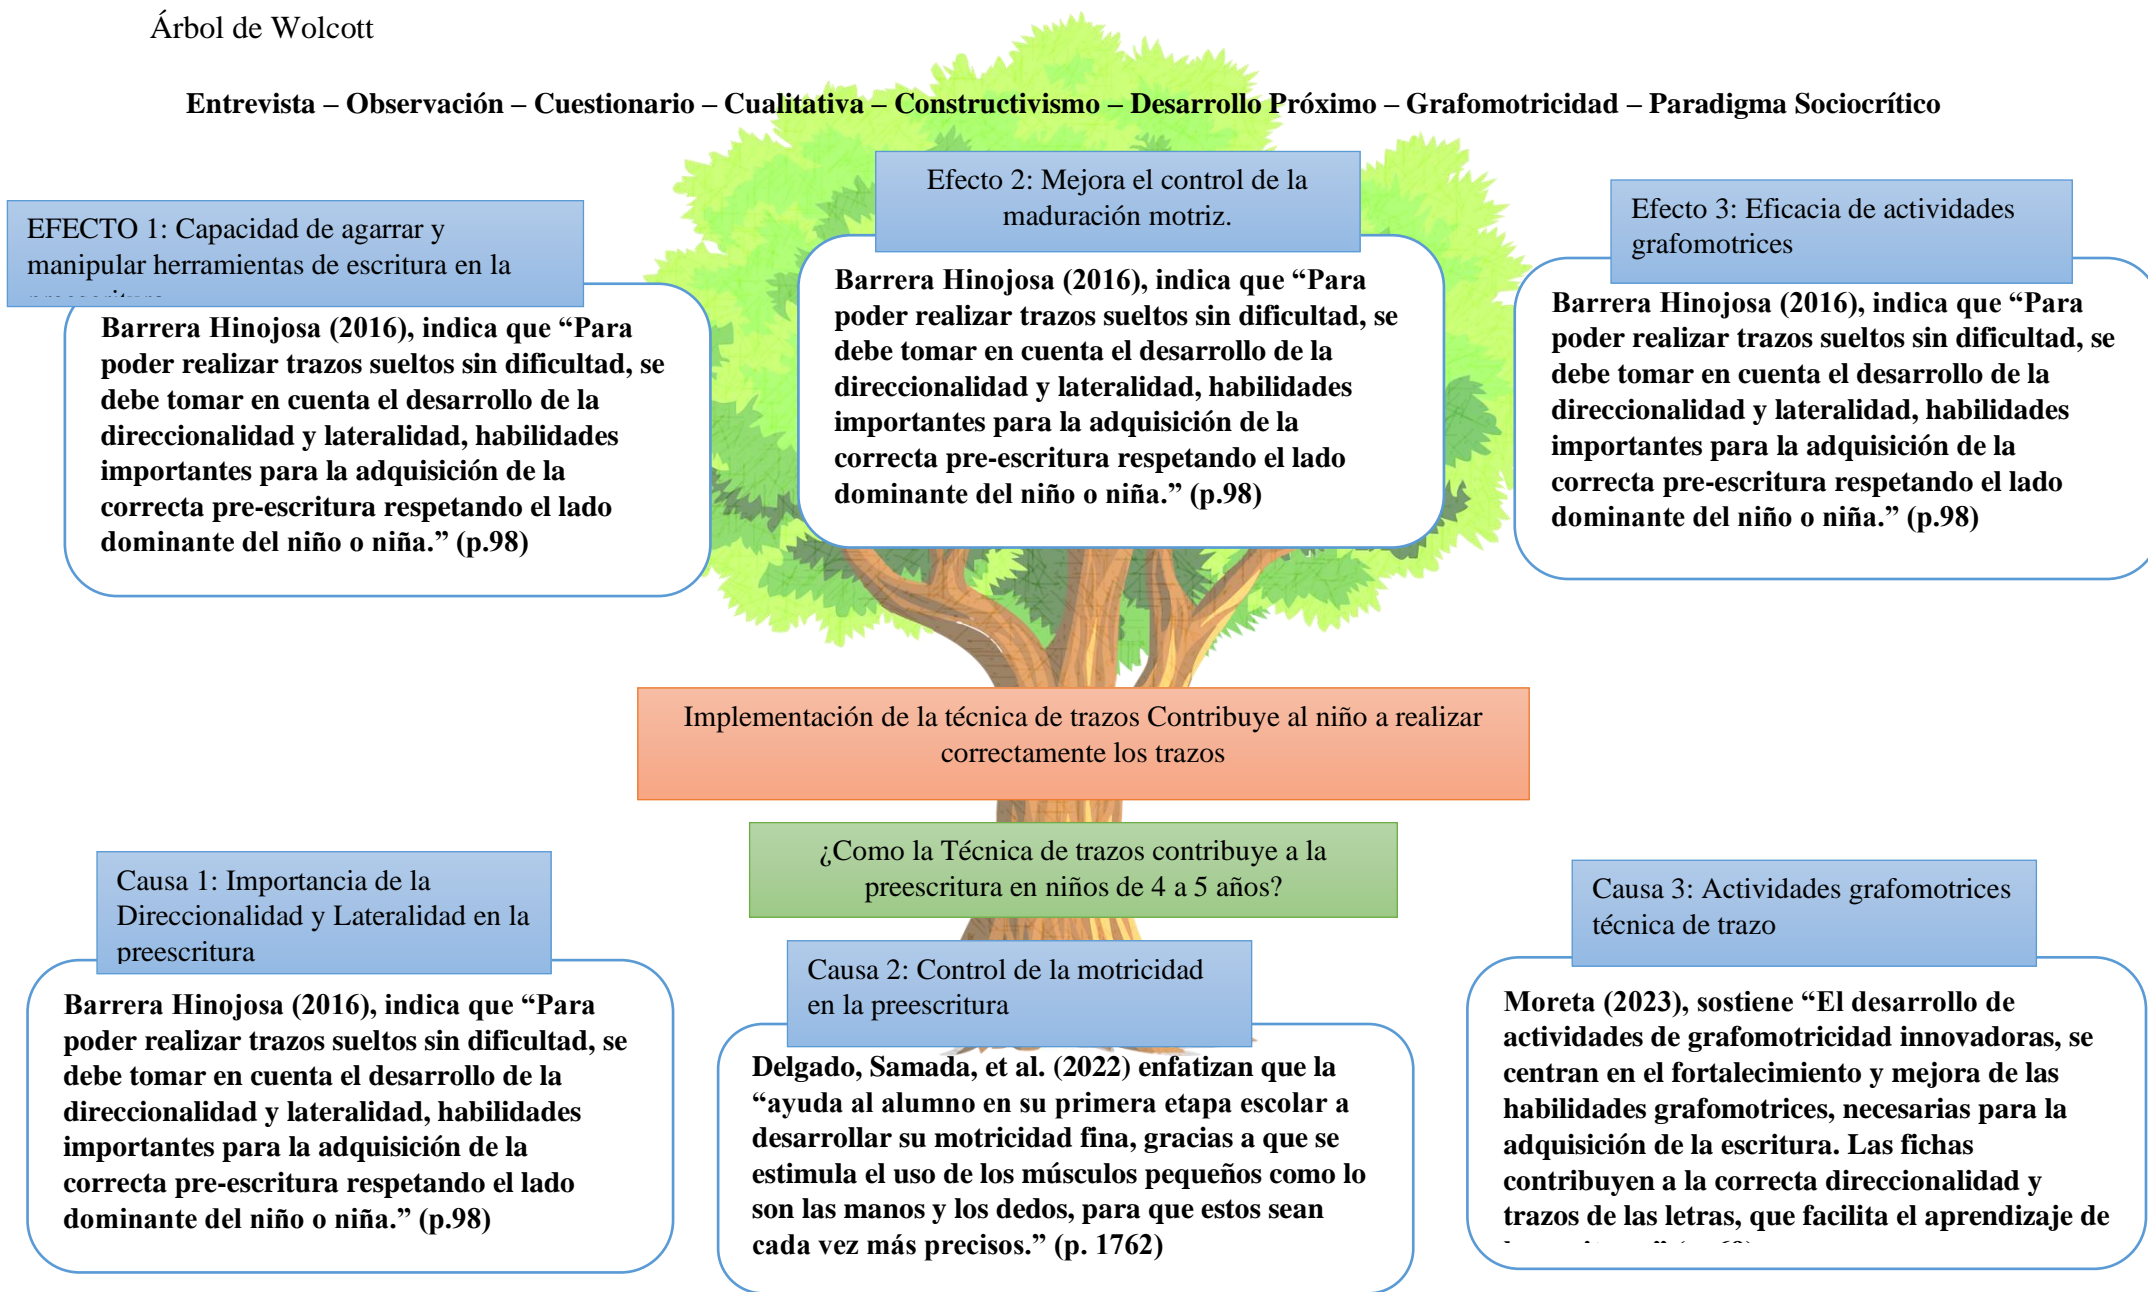 Árbol de Wolcott
Entrevista – Observación – Cuestionario – Cualitativa – Constructivismo – Desarrollo Próximo – Grafomotricidad – Paradigma Sociocrítico
EFECTO 1: Capacidad de agarrar y
manipular herramientas de escritura en la
Barrera Hinojosa (2016), indica que “Para
poder realizar trazos sueltos sin dificultad, se
debe tomar en cuenta el desarrollo de la
direccionalidad y lateralidad, habilidades
importantes para la adquisición de la
correcta pre-escritura respetando el lado
dominante del niño o niña.” (p.98)
Efecto 2: Mejora el control de la
maduración motriz.
Barrera Hinojosa (2016), indica que “Para
poder realizar trazos sueltos sin dificultad, se
debe tomar en cuenta el desarrollo de la
direccionalidad y lateralidad, habilidades
importantes para la adquisición de la
correcta pre-escritura respetando el lado
dominante del niño o niña.” (p.98)
Efecto 3: Eficacia de actividades
grafomotrices
Barrera Hinojosa (2016), indica que “Para
poder realizar trazos sueltos sin dificultad, se
debe tomar en cuenta el desarrollo de la
direccionalidad y lateralidad, habilidades
importantes para la adquisición de la
correcta pre-escritura respetando el lado
dominante del niño o niña.” (p.98)
Implementación de la técnica de trazos Contribuye al niño a realizar
correctamente los trazos
¿Como la Técnica de trazos contribuye a la
preescritura en niños de 4 a 5 años?
Causa 1: Importancia de la
Direccionalidad y Lateralidad en la
preescritura
Barrera Hinojosa (2016), indica que “Para
poder realizar trazos sueltos sin dificultad, se
debe tomar en cuenta el desarrollo de la
direccionalidad y lateralidad, habilidades
importantes para la adquisición de la
correcta pre-escritura respetando el lado
dominante del niño o niña.” (p.98)
Causa 2: Control de la motricidad
en la preescritura
Delgado, Samada, et al. (2022) enfatizan que la
“ayuda al alumno en su primera etapa escolar a
desarrollar su motricidad fina, gracias a que se
estimula el uso de los músculos pequeños como lo
son las manos y los dedos, para que estos sean
cada vez más precisos.” (p. 1762)
Causa 3: Actividades grafomotrices
técnica de trazo
Moreta (2023), sostiene “El desarrollo de
actividades de grafomotricidad innovadoras, se
centran en el fortalecimiento y mejora de las
habilidades grafomotrices, necesarias para la
adquisición de la escritura. Las fichas
contribuyen a la correcta direccionalidad y
trazos de las letras, que facilita el aprendizaje de